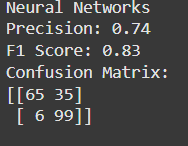 Neural Networks
Precision: 0.74
F1 Score: 0.83
Confusion Matrix:
[[65 35]
 [ 6 99]]